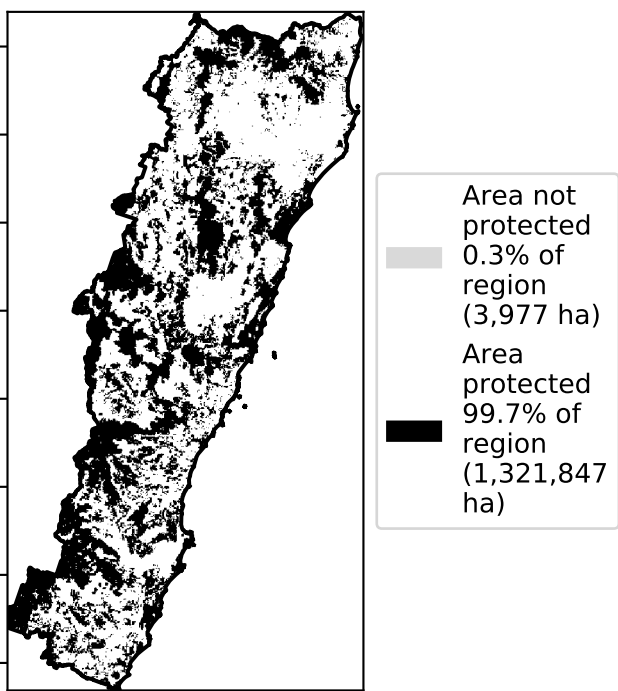 Area not
protected
0.3% of
region
(3,977 ha)
Area
protected
99.7% of
region
(1,321,847
ha)